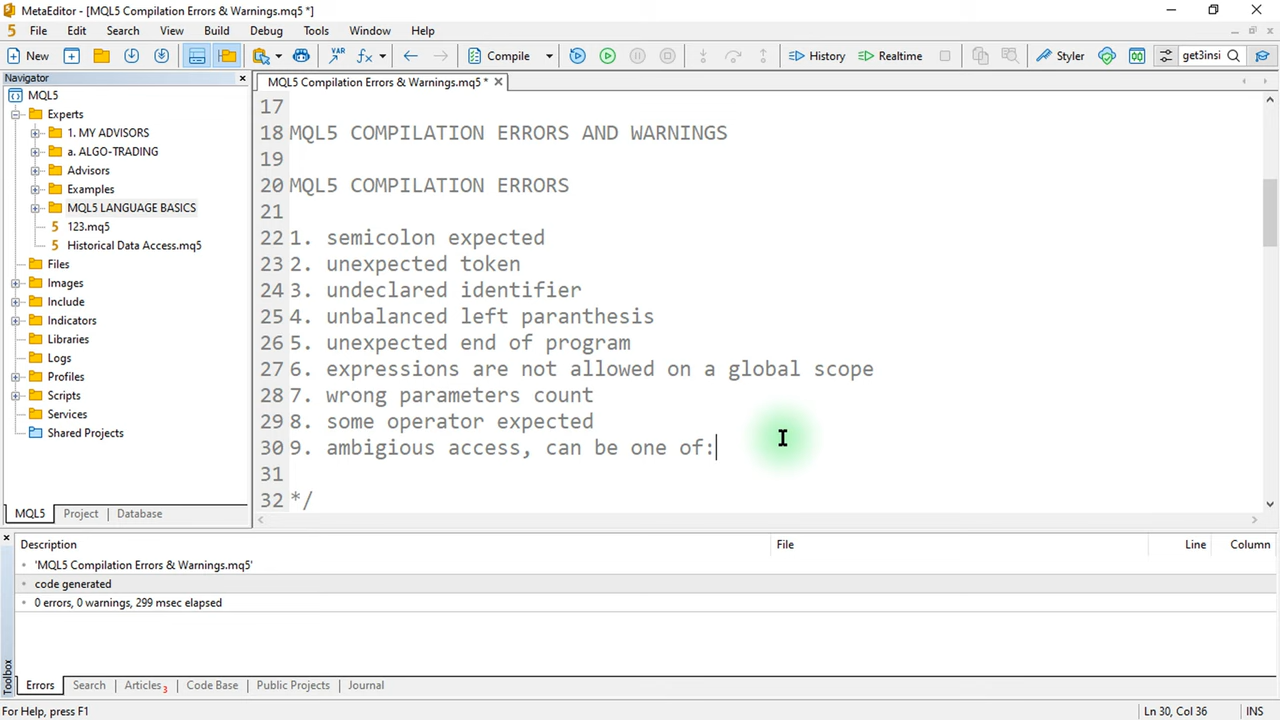 MetaEditor - [MQL5 Compilation Errors & Warnings.mq5 *]
5 File Edit Search View Build Debug Tools Window Help
New VAR fx Compile History Realtime Styler get3insi
Navigator
MQL5 Compilation Errors & Warnings.mq5 *
MQL5
Experts
1. MY ADVISORS
a. ALGO-TRADING
Advisors
Examples
MQL5 LANGUAGE BASICS
5 123.mq5
5 Historical Data Access.mq5
Files
Images
Include
Indicators
Libraries
Logs
Profiles
Scripts
Services
Shared Projects
MQL5 Project Database
17
18 MQL5 COMPILATION ERRORS AND WARNINGS
19
20 MQL5 COMPILATION ERRORS
21
22 1. semicolon expected
23 2. unexpected token
24 3. undeclared identifier
25 4. unbalanced left paranthesis
26 5. unexpected end of program
27 6. expressions are not allowed on a global scope
28 7. wrong parameters count
29 8. some operator expected
30 9. ambigious access, can be one of:
31
32 */
Description File Line Column
'MQL5 Compilation Errors & Warnings.mq5'
code generated
0 errors, 0 warnings, 299 msec elapsed
Toolbox
Errors Search Articles 3 Code Base Public Projects Journal
For Help, press F1 Ln 30, Col 36 INS